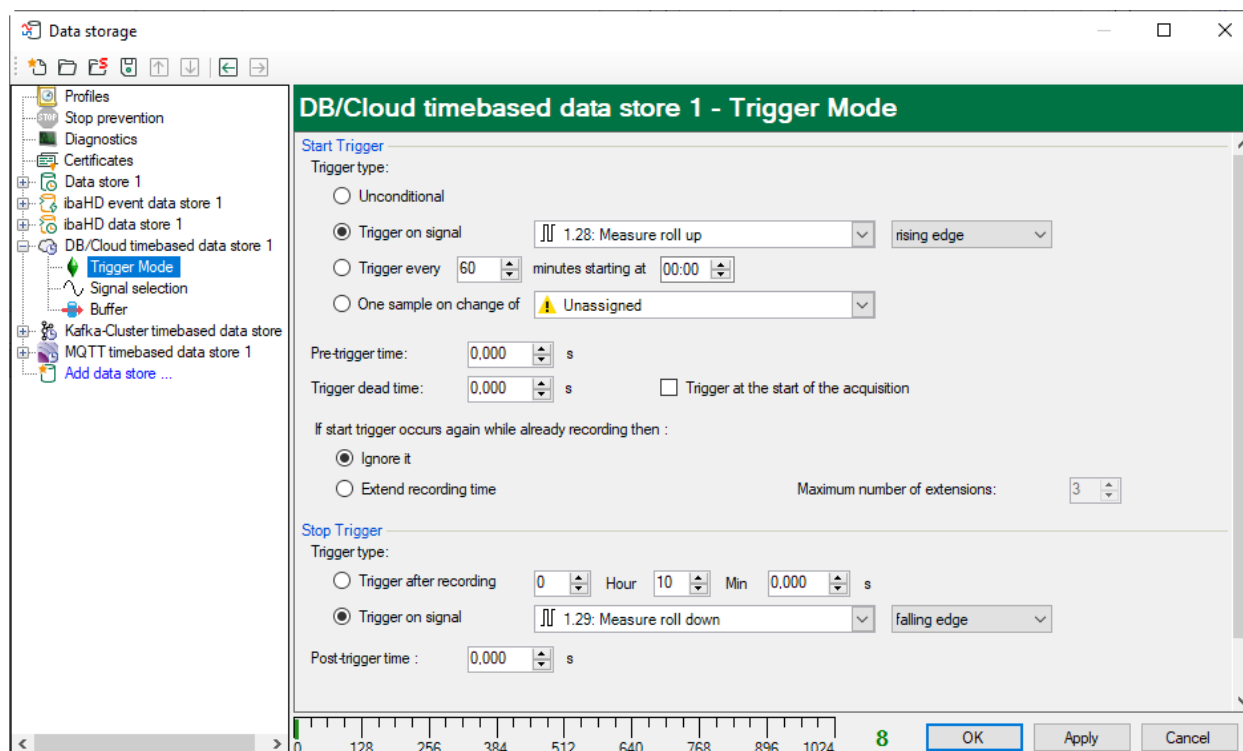 Data storage
Profiles
Stop prevention
Diagnostics
Certificates
Data store 1
ibaHD event data store 1
ibaHD data store 1
DB/Cloud timebased data store 1
Trigger Mode
Signal selection
Buffer
Kafka-Cluster timebased data store
MQTT timebased data store 1
Add data store ...
DB/Cloud timebased data store 1 - Trigger Mode
Start Trigger
Trigger type:
Unconditional
Trigger on signal 1.28: Measure roll up rising edge
Trigger every 60 minutes starting at 00:00
One sample on change of Unassigned
Pre-trigger time: 0,000 s
Trigger dead time: 0,000 s Trigger at the start of the acquisition
If start trigger occurs again while already recording then :
Ignore it
Extend recording time Maximum number of extensions: 3
Stop Trigger
Trigger type:
Trigger after recording 0 Hour 10 Min 0,000 s
Trigger on signal 1.29: Measure roll down falling edge
Post-trigger time : 0,000 s
0 128 256 384 512 640 768 896 1024 8 OK Apply Cancel